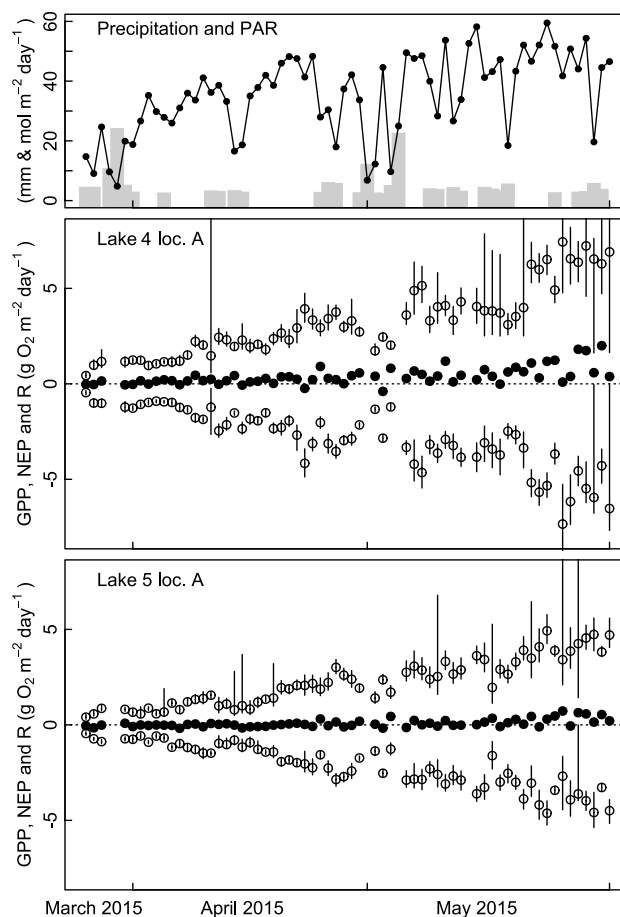 Precipitation and PAR
(mm & mol m⁻² day⁻¹)
60
40
20
0
Lake 4 loc. A
GPP, NEP and R (g O₂ m⁻² day⁻¹)
5
0
-5
Lake 5 loc. A
GPP, NEP and R (g O₂ m⁻² day⁻¹)
5
0
-5
March 2015 April 2015 May 2015